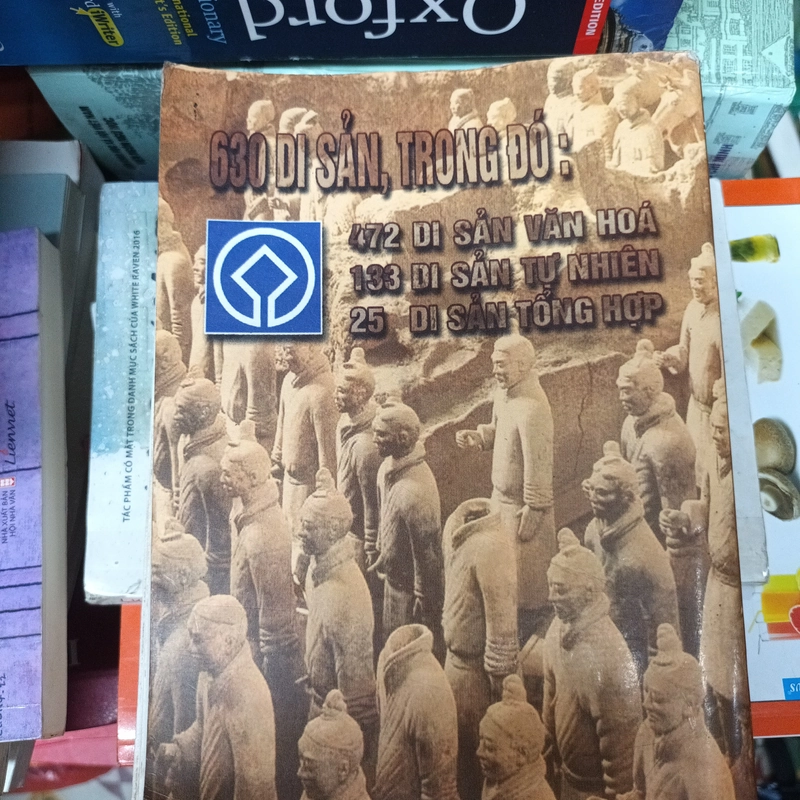 Oxford
630 DI SẢN, TRONG ĐÓ :
472 DI SẢN VĂN HOÁ
133 DI SẢN TỰ NHIÊN
25 DI SẢN TỔNG HỢP
TÁC PHẨM CÓ MẶT TRONG DANH MỤC SÁCH CỦA WHITE RAVEN 2016
Lienviet
NHÀ XUẤT BẢN
HỘI NHÀ VĂN
EDITION